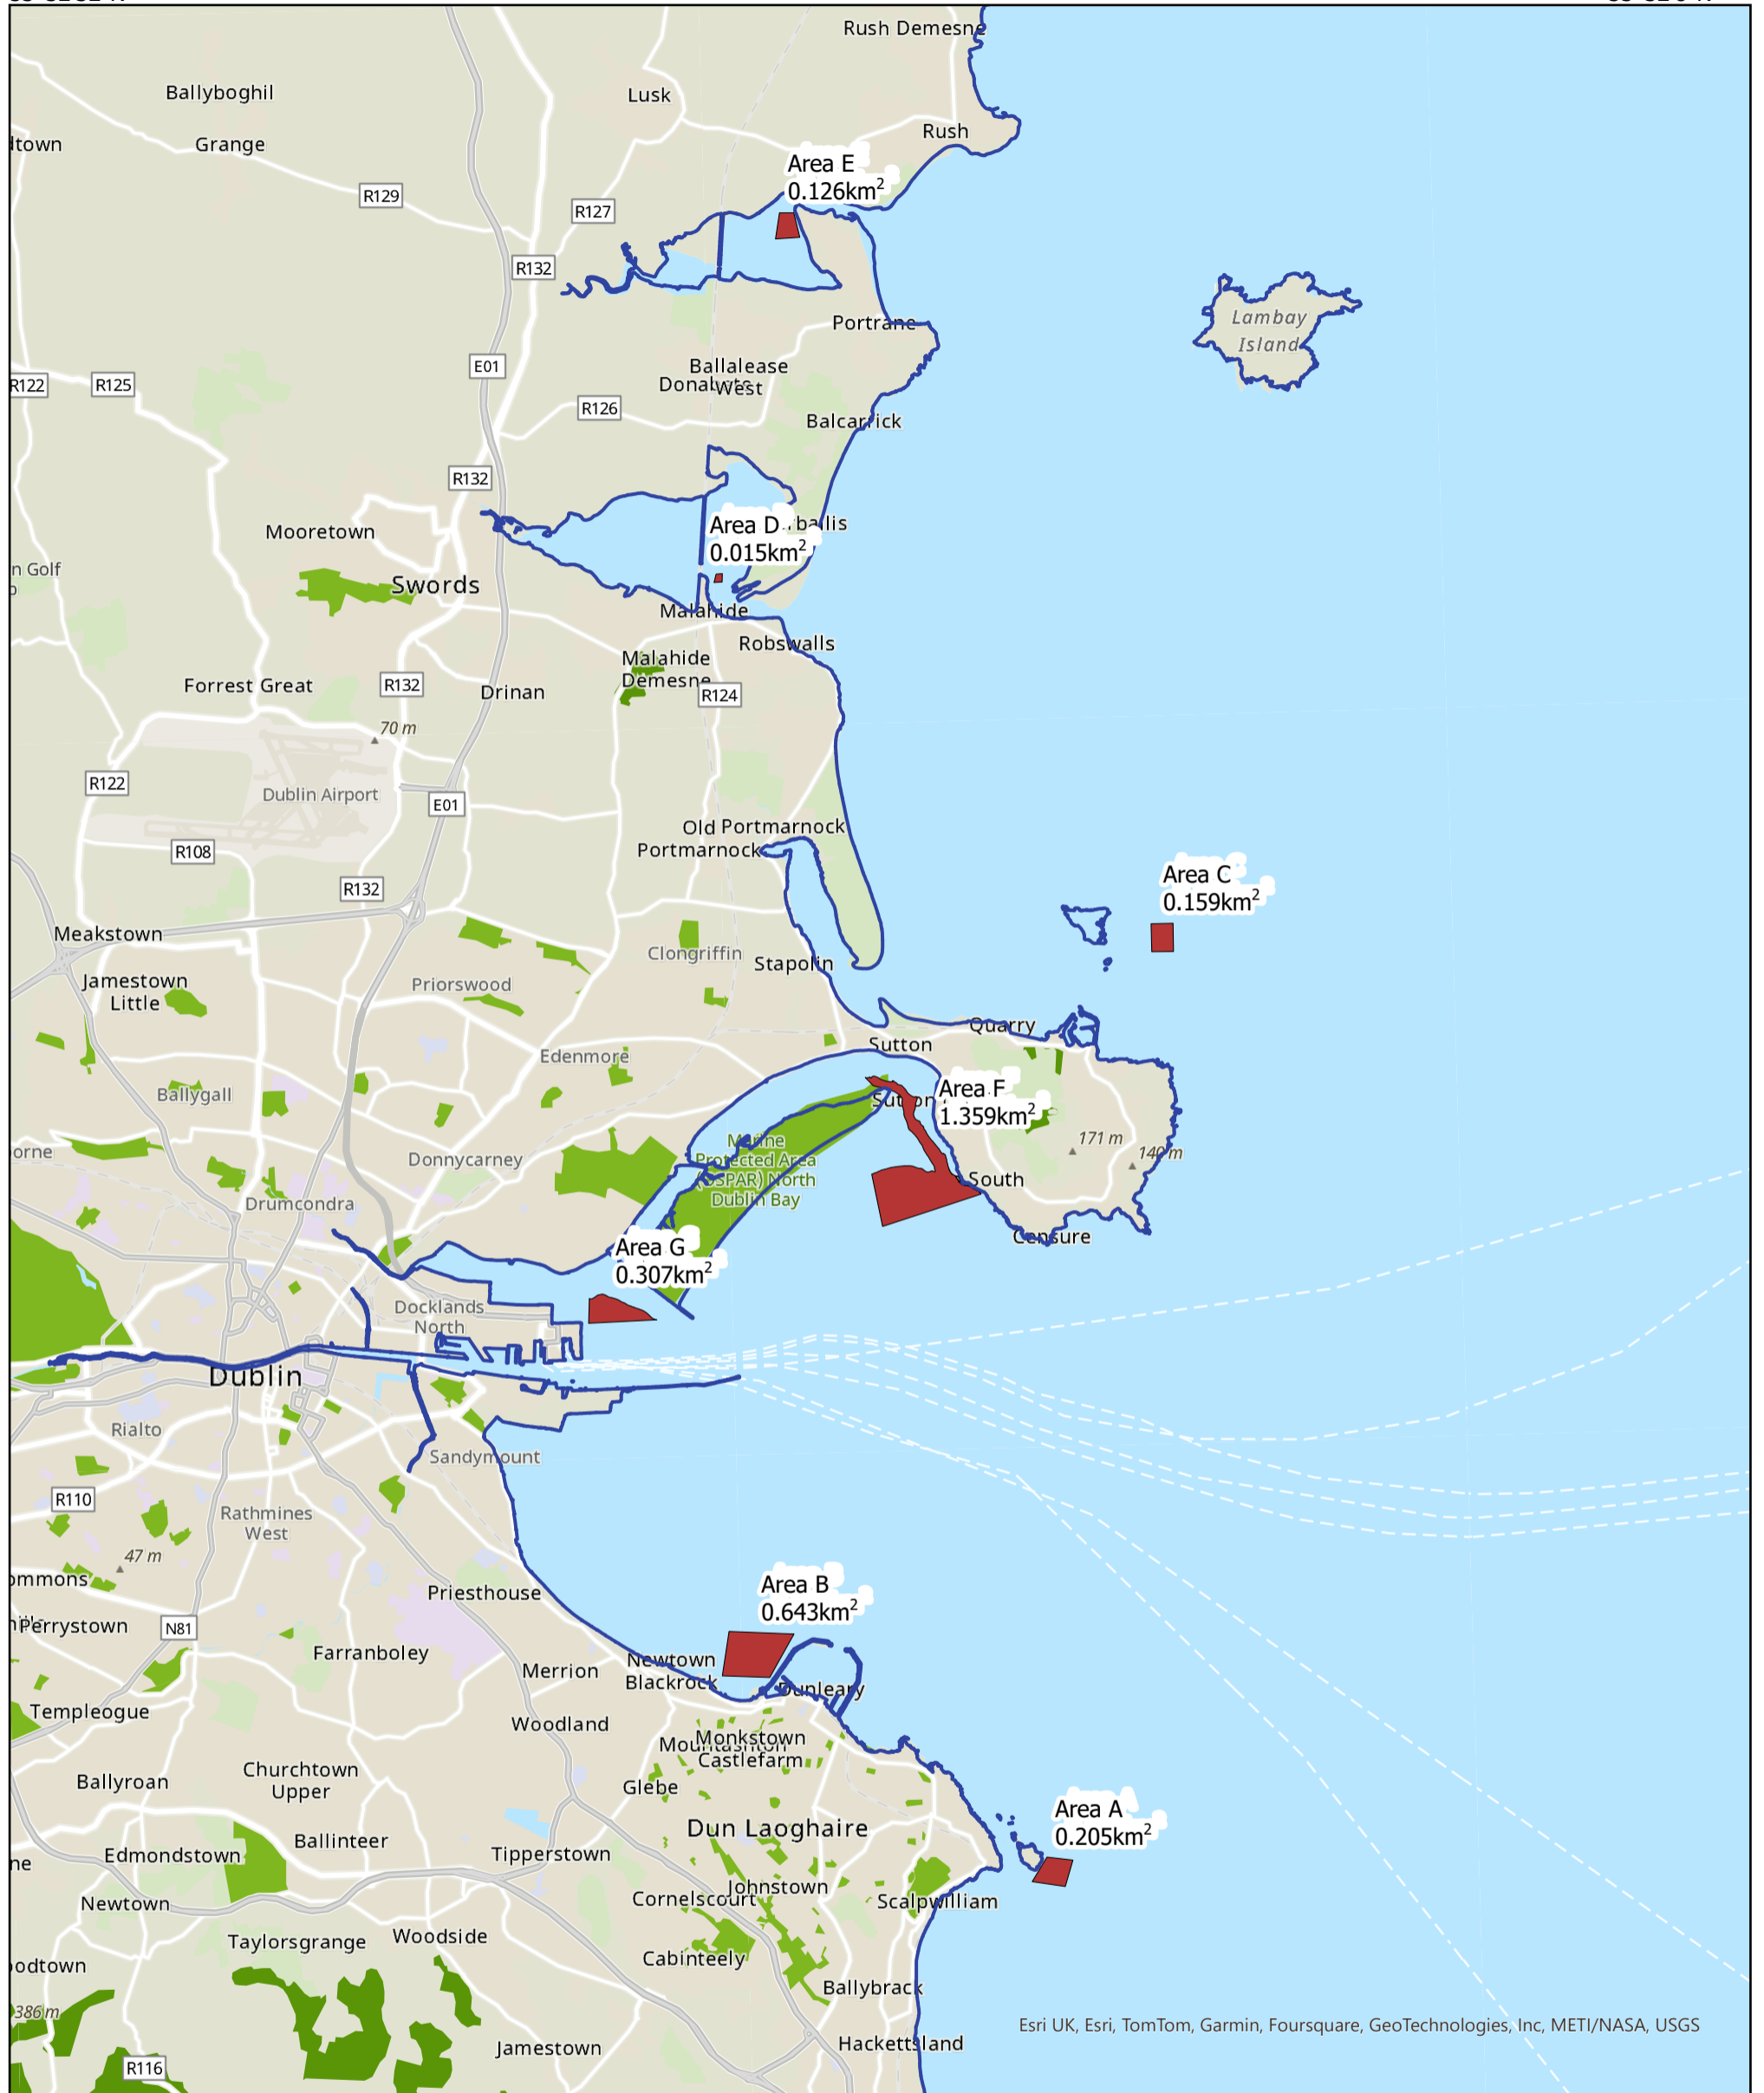 Rush Demesne
Ballyboghil
Lusk
Rush
Grange
Area E
0.126km²
R129
R127
R132
Lambay
Island
Portrane
E01
Ballalease
West
R122
R125
R126
Balcarrick
R132
Area D
0.015km²
Mooretown
n Golf
Swords
Malahide
Robswalls
Malahide
Demesne
Forrest Great
R132
Drinan
R124
70 m
R122
Dublin Airport
E01
Old Portmarnock
Portmarnock
R108
Area C
0.159km²
R132
Meakstown
Clongriffin
Stapolin
Jamestown
Little
Priorswood
Quarry
Sutton
Edenmore
Ballygall
Area F
1.359km²
Sutton
171 m
140 m
Marine
Protected Area
(OSPAR) North
Dublin Bay
Donnycarney
South
Drumcondra
Censure
Area G
0.307km²
Docklands
North
Dublin
Rialto
Sandymount
R110
Rathmines
West
47 m
ommons
Area B
0.643km²
Priesthouse
Perrystown
N81
Farranboley
Merrion
Newtown
Blackrock
Dunleary
Templeogue
Woodland
Monkstown
Castlefarm
Mountashton
Churchtown
Upper
Ballyroan
Glebe
Area A
0.205km²
Dun Laoghaire
Ballinteer
Edmondstown
Tipperstown
Johnstown
Cornelscourt
Scalpwilliam
Newtown
Taylorsgrange
Woodside
Cabinteely
odtown
Ballybrack
386 m
Esri UK, Esri, TomTom, Garmin, Foursquare, GeoTechnologies, Inc, METI/NASA, USGS
Hackettsland
Jamestown
R116